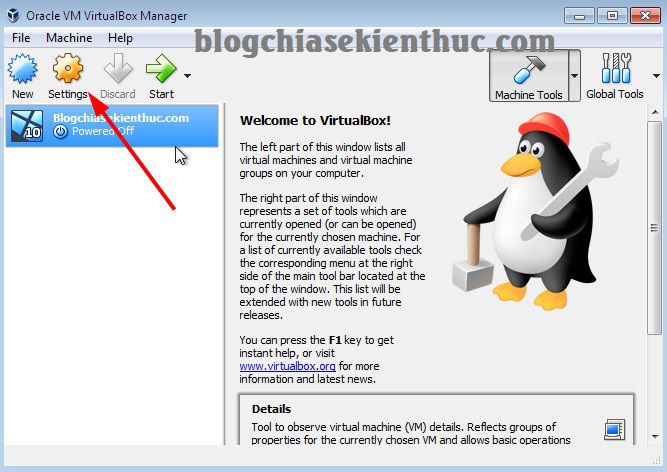 Oracle VM VirtualBox Manager
File Machine Help
blogchiasekienthuc.com
New Settings Discard Start Machine Tools Global Tools
10
Blogchiasekienthuc.com
Powered Off
Welcome to VirtualBox!
The left part of this window lists all
virtual machines and virtual machine
groups on your computer.
The right part of this window
represents a set of tools which are
currently opened (or can be opened)
for the currently chosen machine. For
a list of currently available tools check
the corresponding menu at the right
side of the main tool bar located at the
top of the window. This list will be
extended with new tools in future
releases.
You can press the F1 key to get
instant help, or visit
www.virtualbox.org for more
information and latest news.
Details
Tool to observe virtual machine (VM) details. Reflects groups of
properties for the currently chosen VM and allows basic operations